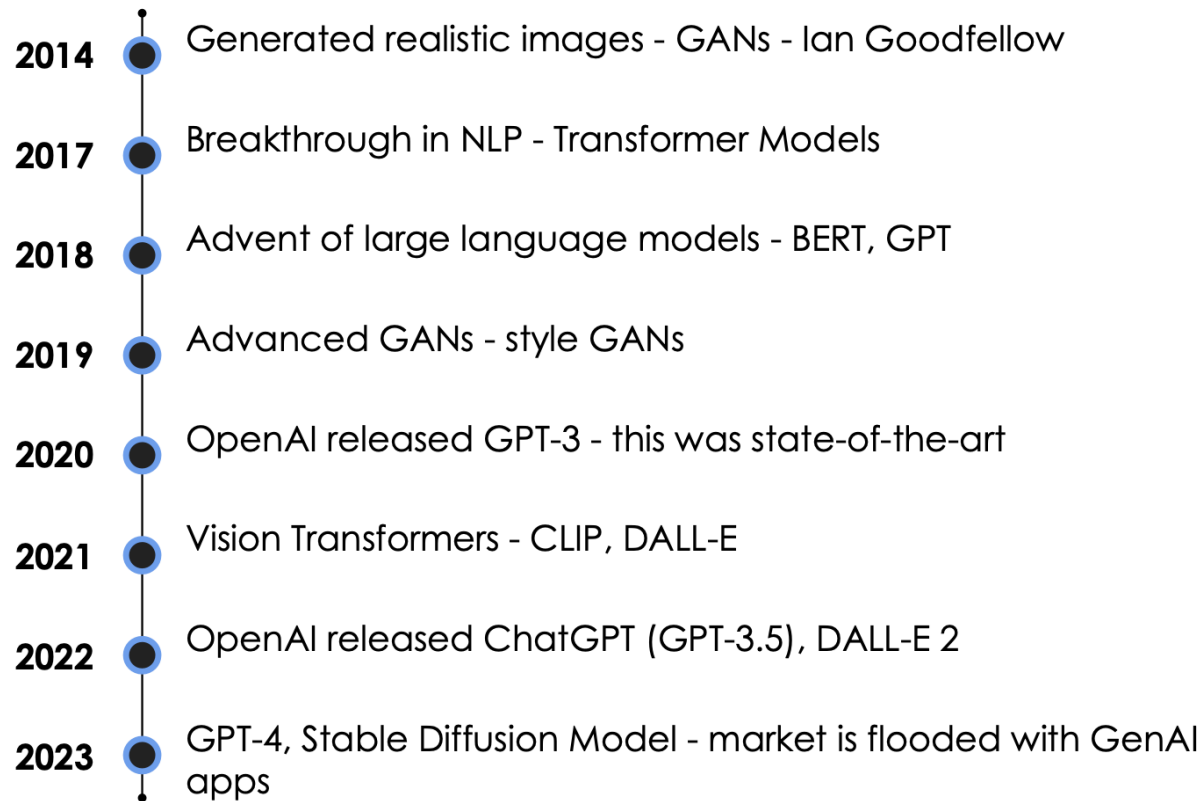 2014 Generated realistic images - GANs - Ian Goodfellow
2017 Breakthrough in NLP - Transformer Models
2018 Advent of large language models - BERT, GPT
2019 Advanced GANs - style GANs
2020 OpenAI released GPT-3 - this was state-of-the-art
2021 Vision Transformers - CLIP, DALL-E
2022 OpenAI released ChatGPT (GPT-3.5), DALL-E 2
2023 GPT-4, Stable Diffusion Model - market is flooded with GenAI
apps